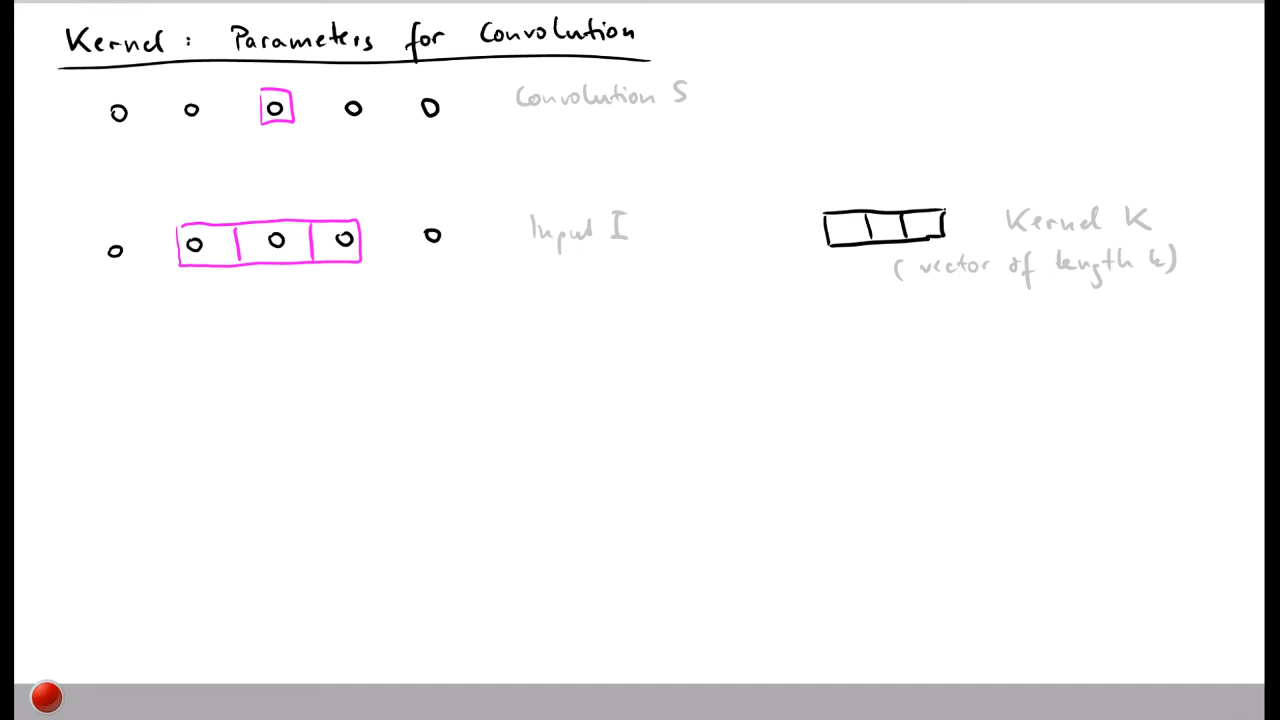 Kernel : Parameters for Convolution
Convolution S
Input I
Kernel K
( vector of length k )